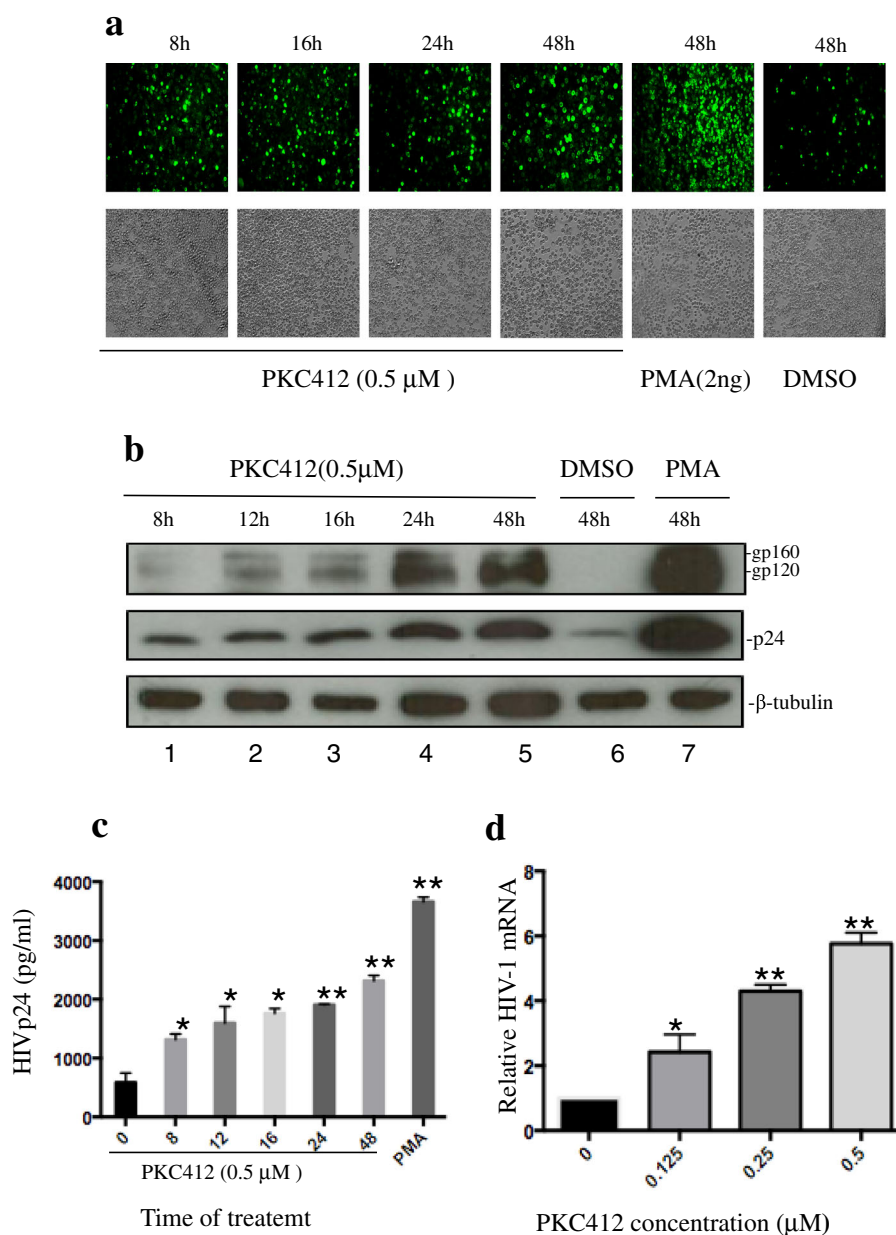 a
8h 16h 24h 48h 48h 48h
PKC412 (0.5 μM ) PMA(2ng) DMSO
b
PKC412(0.5μM) DMSO PMA
8h 12h 16h 24h 48h 48h 48h
-gp160
-gp120
-p24
-β-tubulin
1 2 3 4 5 6 7
c
HIVp24 (pg/ml)
4000
3000
2000
1000
0
* * * ** ** **
0 8 12 16 24 48 PMA
PKC412 (0.5 μM )
Time of treatemt
d
Relative HIV-1 mRNA
8
6
4
2
0
* ** **
0 0.125 0.25 0.5
PKC412 concentration (μM)